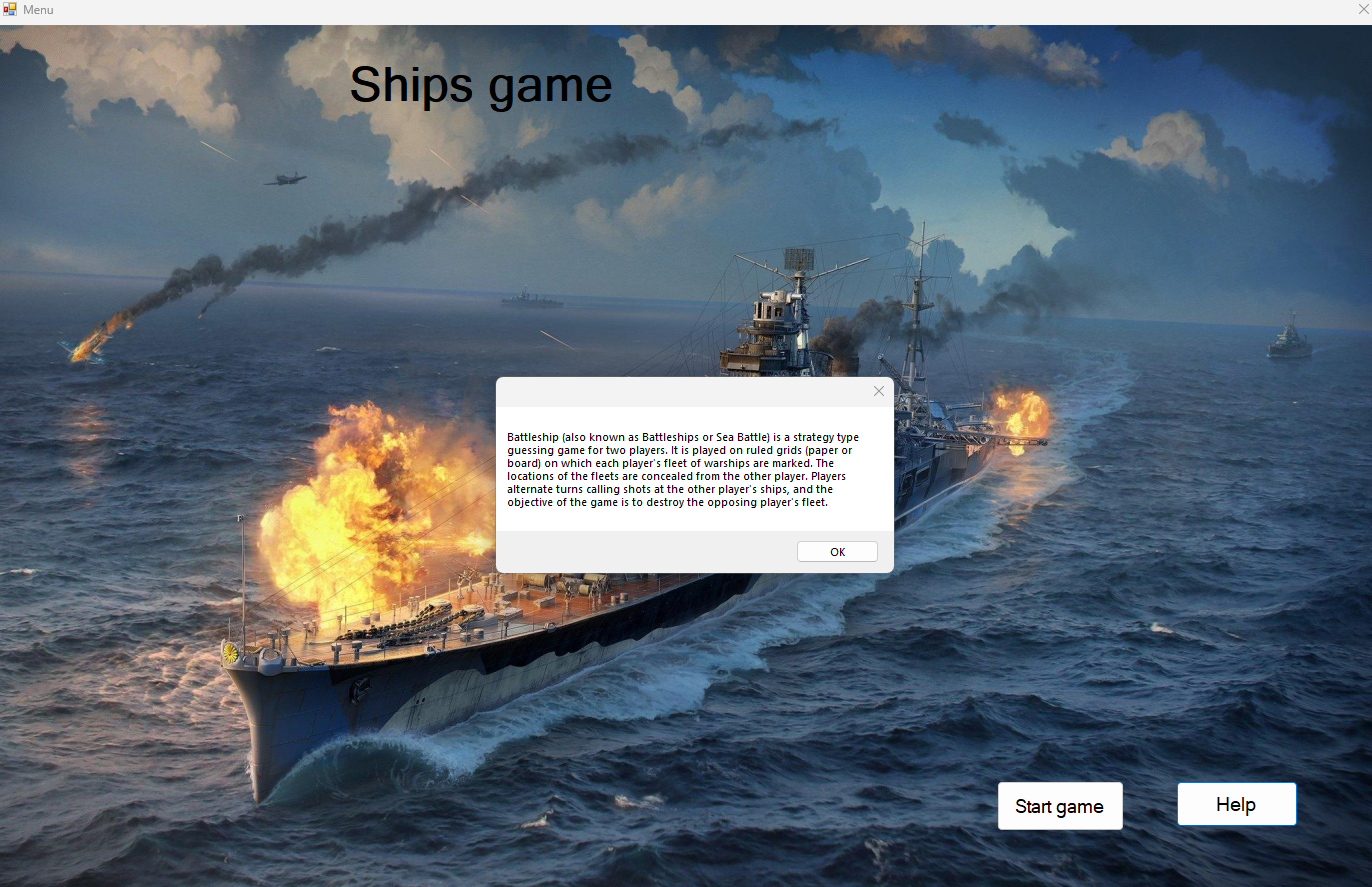 Menu
Ships game
Battleship (also known as Battleships or Sea Battle) is a strategy type
guessing game for two players. It is played on ruled grids (paper or
board) on which each player's fleet of warships are marked. The
locations of the fleets are concealed from the other player. Players
alternate turns calling shots at the other player's ships, and the
objective of the game is to destroy the opposing player's fleet.
OK
Start game
Help